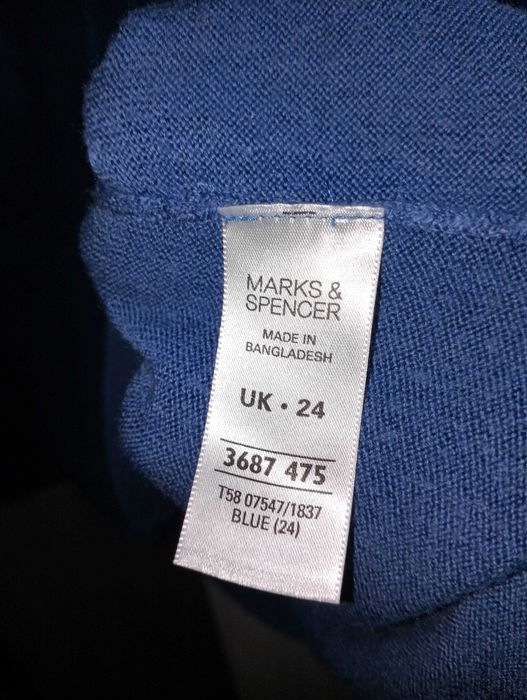 MARKS &
SPENCER
MADE IN
BANGLADESH
UK • 24
3687 475
T58 07547/1837
BLUE (24)